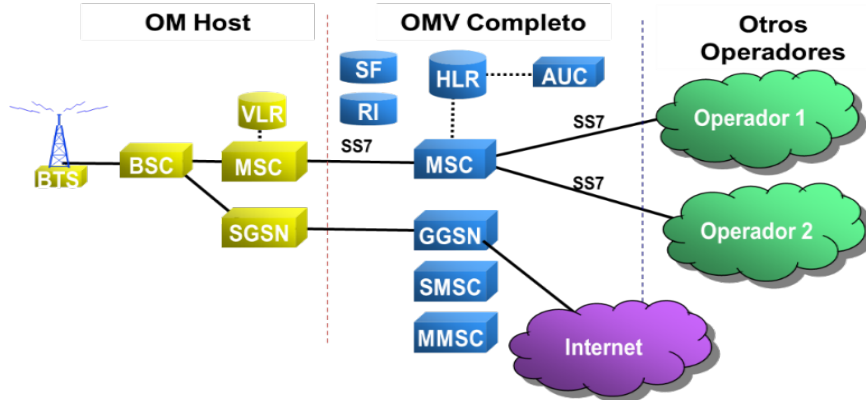 OM Host
OMV Completo
Otros
Operadores
SF
HLR
AUC
RI
VLR
SS7
Operador 1
BTS
BSC
MSC
SS7
MSC
SS7
SGSN
GGSN
Operador 2
SMSC
MMSC
Internet